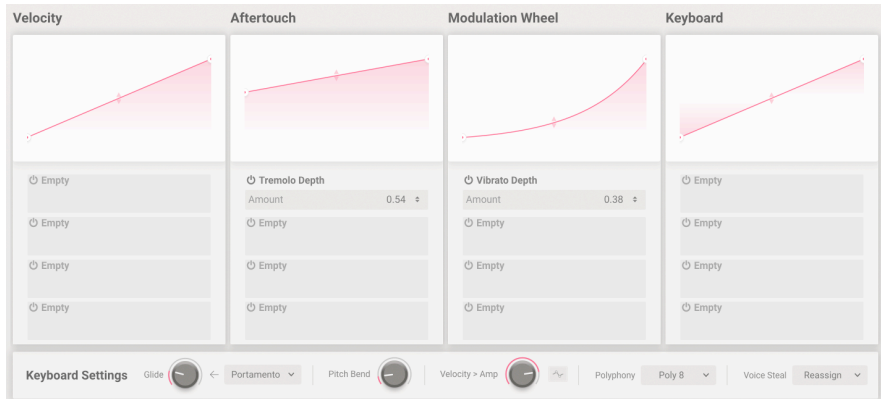 Velocity Aftertouch Modulation Wheel Keyboard
Empty Tremolo Depth Vibrato Depth Empty
Amount 0.54 Amount 0.38
Empty Empty Empty Empty
Empty Empty Empty Empty
Empty Empty Empty Empty
Keyboard Settings Glide Portamento Pitch Bend Velocity > Amp Polyphony Poly 8 Voice Steal Reassign